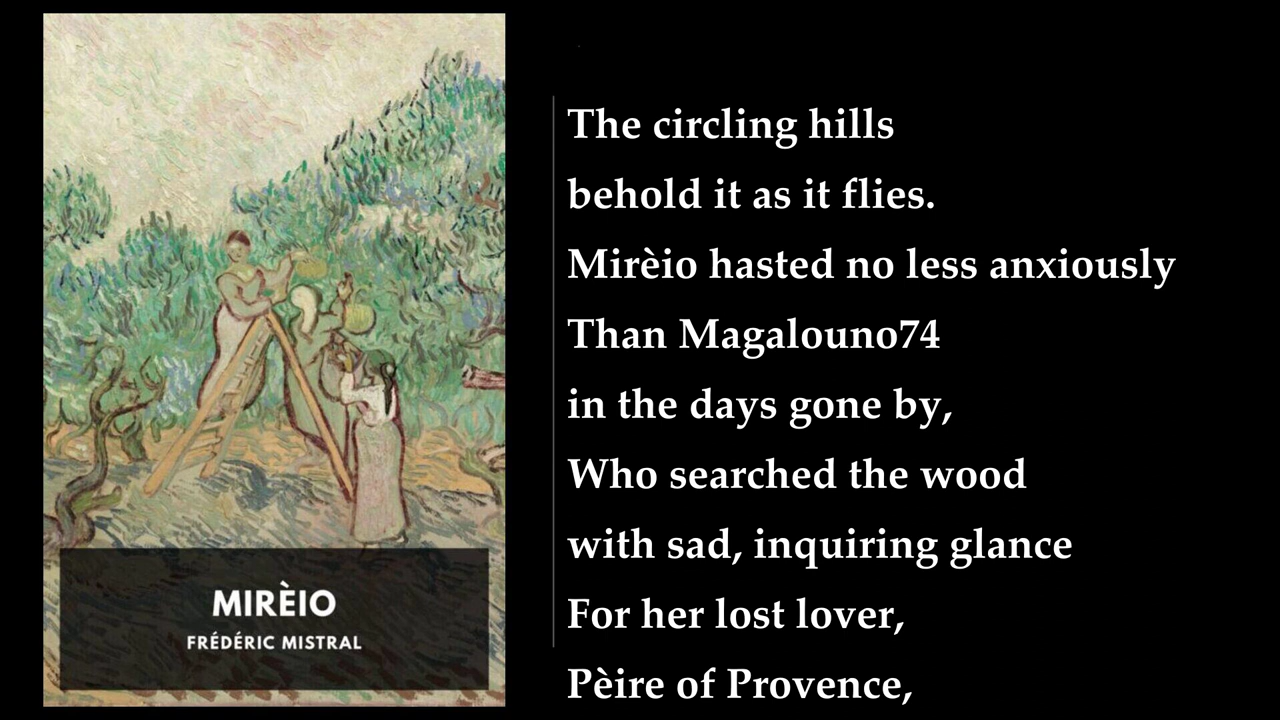 MIRÈIO
FRÉDÉRIC MISTRAL
The circling hills
behold it as it flies.
Mirèio hasted no less anxiously
Than Magalouno74
in the days gone by,
Who searched the wood
with sad, inquiring glance
For her lost lover,
Pèire of Provence,